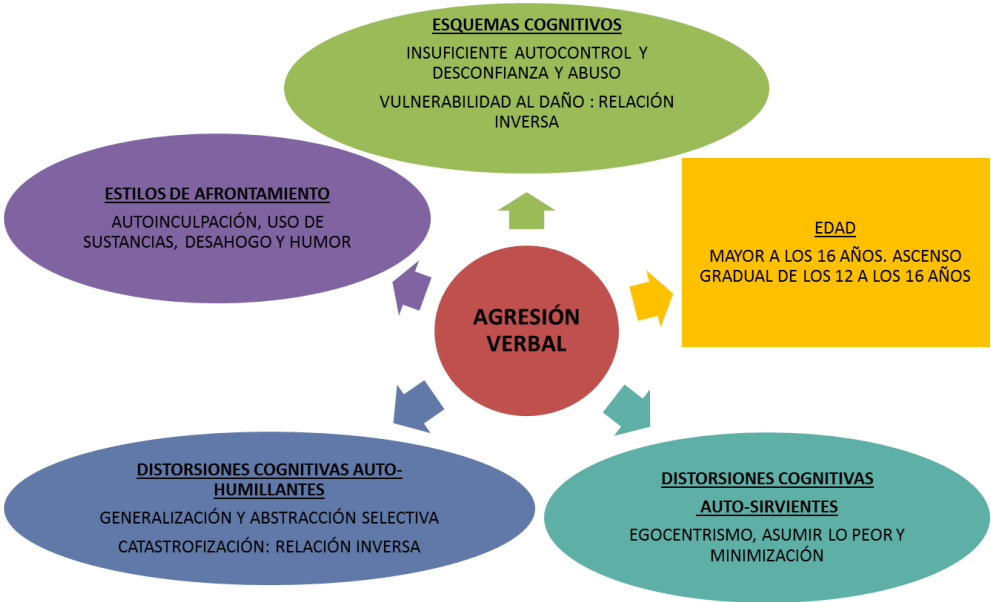 ESQUEMAS COGNITIVOS
INSUFICIENTE AUTOCONTROL Y
DESCONFIANZA Y ABUSO
VULNERABILIDAD AL DAÑO : RELACIÓN
INVERSA
ESTILOS DE AFRONTAMIENTO
AUTOINCULPACIÓN, USO DE
SUSTANCIAS, DESAHOGO Y HUMOR
EDAD
MAYOR A LOS 16 AÑOS. ASCENSO
GRADUAL DE LOS 12 A LOS 16 AÑOS
AGRESIÓN
VERBAL
DISTORSIONES COGNITIVAS AUTO-
HUMILLANTES
GENERALIZACIÓN Y ABSTRACCIÓN SELECTIVA
CATASTROFIZACIÓN: RELACIÓN INVERSA
DISTORSIONES COGNITIVAS
AUTO-SIRVIENTES
EGOCENTRISMO, ASUMIR LO PEOR Y
MINIMIZACIÓN